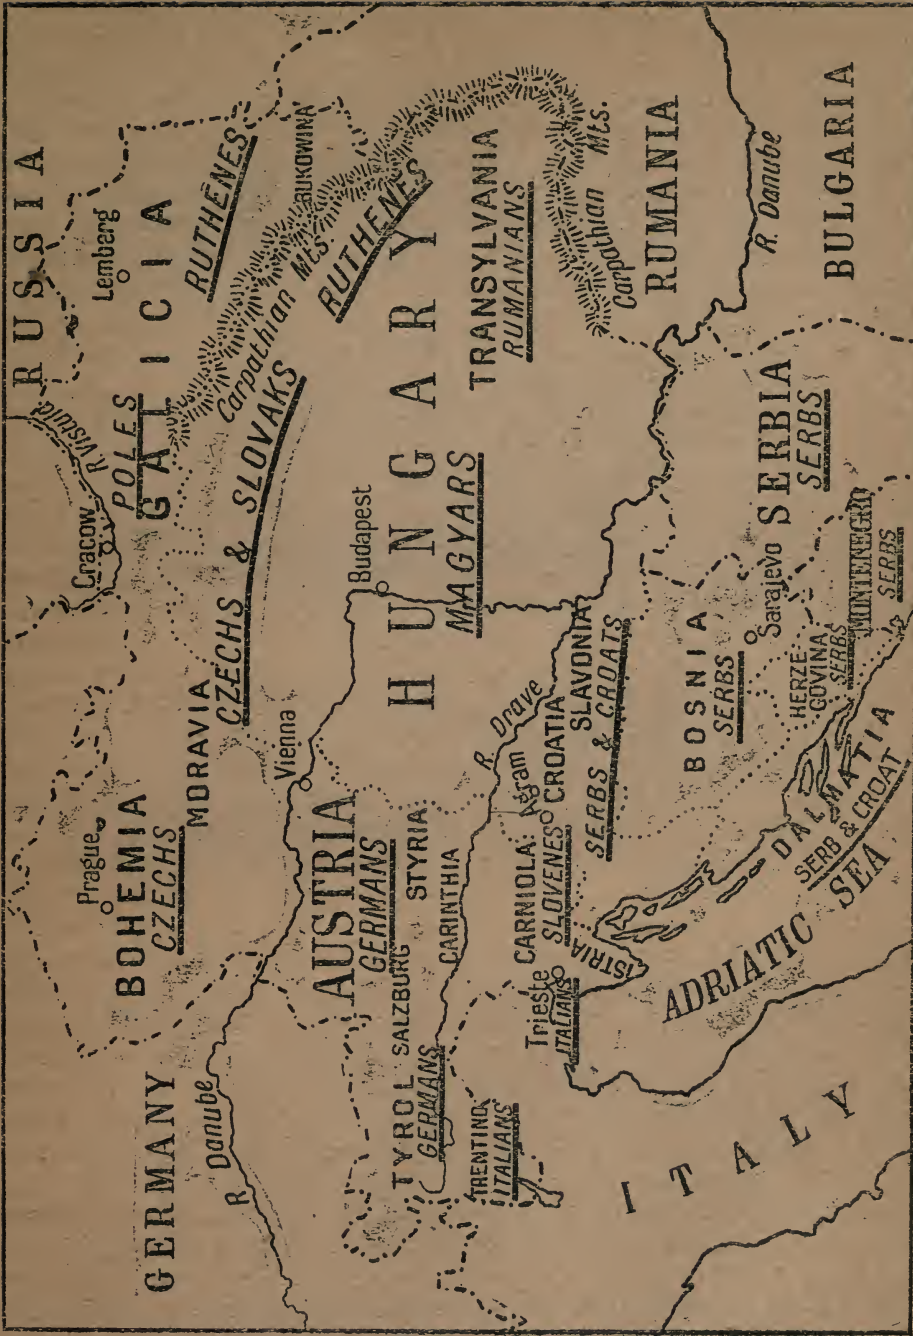 RUSSIA
GERMANY
Prague
BOHEMIA
CZECHS
MORAVIA
CZECHS & SLOVAKS
Cracow
R. Vistula
POLES
GALICIA
Lemberg
RUTHENES
BUKOWINA
Carpathian Mts.
RUTHENES
R. Danube
Vienna
AUSTRIA
GERMANS
Budapest
HUNGARY
MAGYARS
TRANSYLVANIA
RUMANIANS
Carpothian Mts.
TYROL
GERMANS
SALZBURG
STYRIA
CARINTHIA
TRENTINO
ITALIANS
Trieste
ITALIANS
CARNIOLA
SLOVENES
ISTRIA
Agram
R. Drave
CROATIA
SLAVONIA
SERBS & CROATS
RUMANIA
R. Danube
BULGARIA
BOSNIA
SERBS
Sarajevo
SERBIA
SERBS
HERZE-
GOVINA
SERBS
MONTENEGRO
SERBS
DALMATIA
SERB & CROAT
ADRIATIC SEA
ITALY